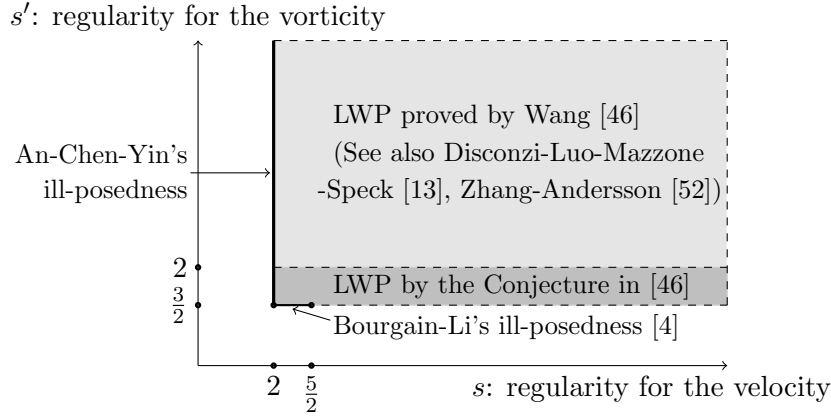 s′: regularity for the vorticity
LWP proved by Wang [46]
(See also Disconzi-Luo-Mazzone
-Speck [13], Zhang-Andersson [52])
An-Chen-Yin's
ill-posedness
2
LWP by the Conjecture in [46]
3/2
Bourgain-Li's ill-posedness [4]
2
5/2
s: regularity for the velocity